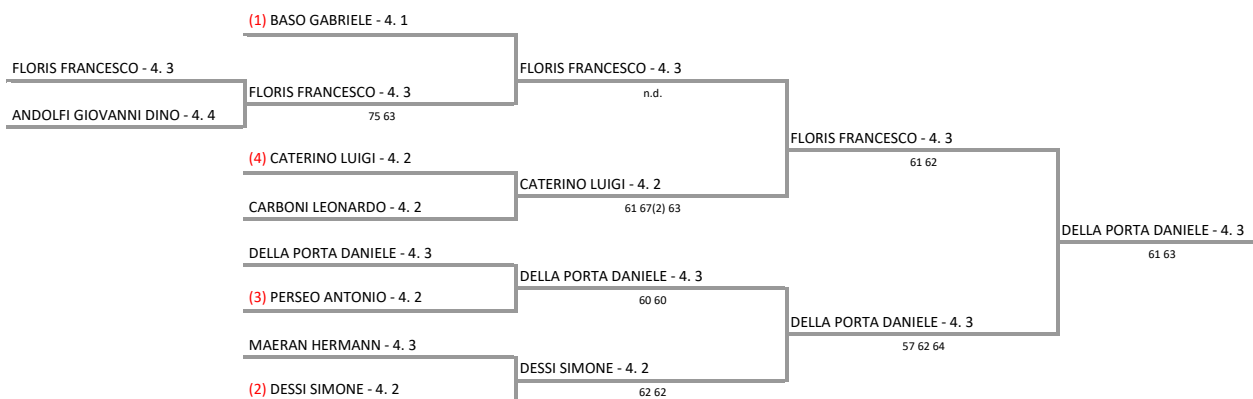 (1) BASO GABRIELE - 4. 1
FLORIS FRANCESCO - 4. 3
FLORIS FRANCESCO - 4. 3
FLORIS FRANCESCO - 4. 3
n.d.
ANDOLFI GIOVANNI DINO - 4. 4
75 63
FLORIS FRANCESCO - 4. 3
61 62
(4) CATERINO LUIGI - 4. 2
CATERINO LUIGI - 4. 2
61 67(2) 63
CARBONI LEONARDO - 4. 2
DELLA PORTA DANIELE - 4. 3
61 63
DELLA PORTA DANIELE - 4. 3
DELLA PORTA DANIELE - 4. 3
60 60
(3) PERSEO ANTONIO - 4. 2
DELLA PORTA DANIELE - 4. 3
57 62 64
MAERAN HERMANN - 4. 3
DESSI SIMONE - 4. 2
62 62
(2) DESSI SIMONE - 4. 2